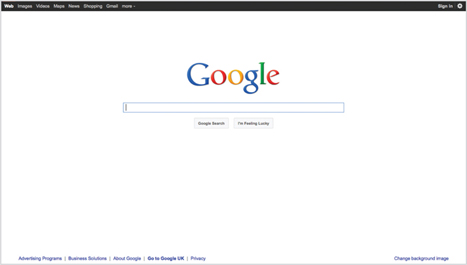 Web Images Videos Maps News Shopping Gmail more Sign in
Google
Google Search I'm Feeling Lucky
Advertising Programs | Business Solutions | About Google | Go to Google UK | Privacy Change background image